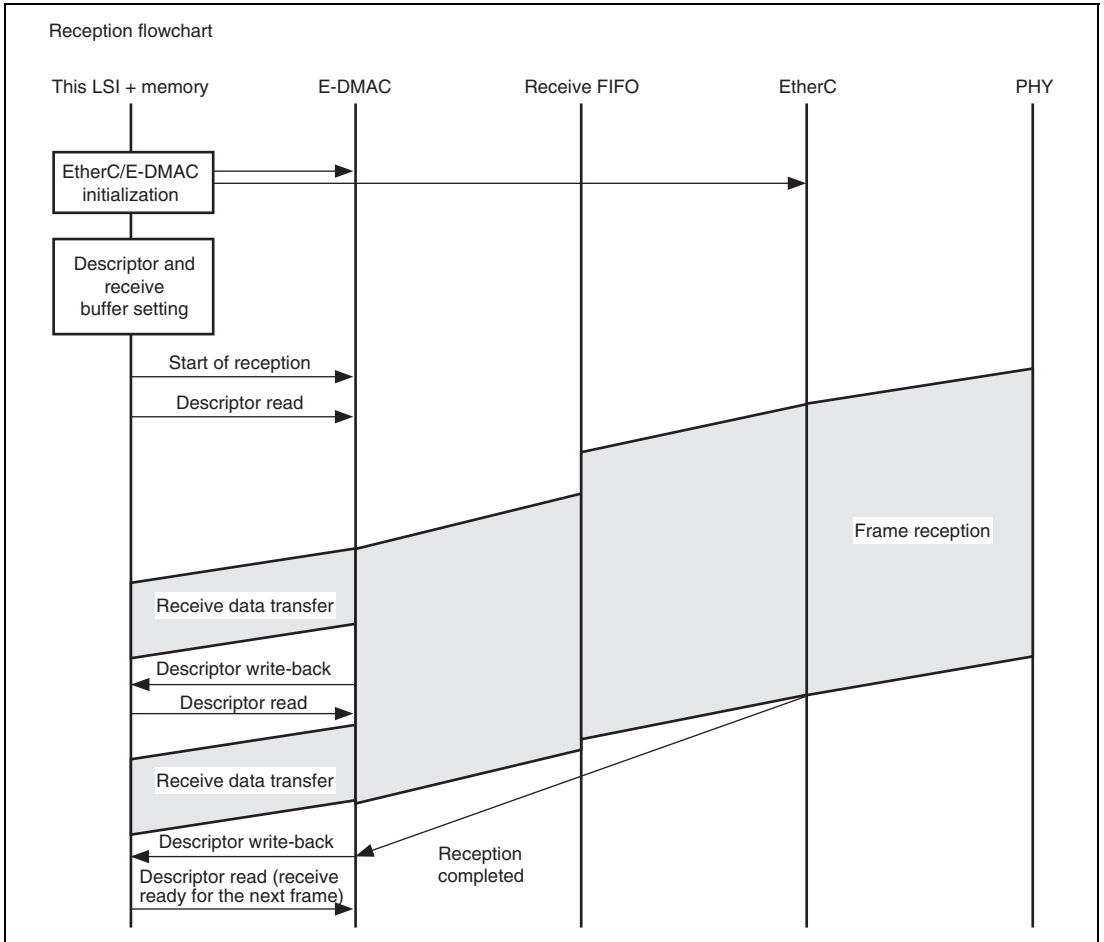 Reception flowchart
This LSI + memory
E-DMAC
Receive FIFO
EtherC
PHY
EtherC/E-DMAC
initialization
Descriptor and
receive
buffer setting
Start of reception
Descriptor read
Frame reception
Receive data transfer
Descriptor write-back
Descriptor read
Receive data transfer
Descriptor write-back
Reception
completed
Descriptor read (receive
ready for the next frame)